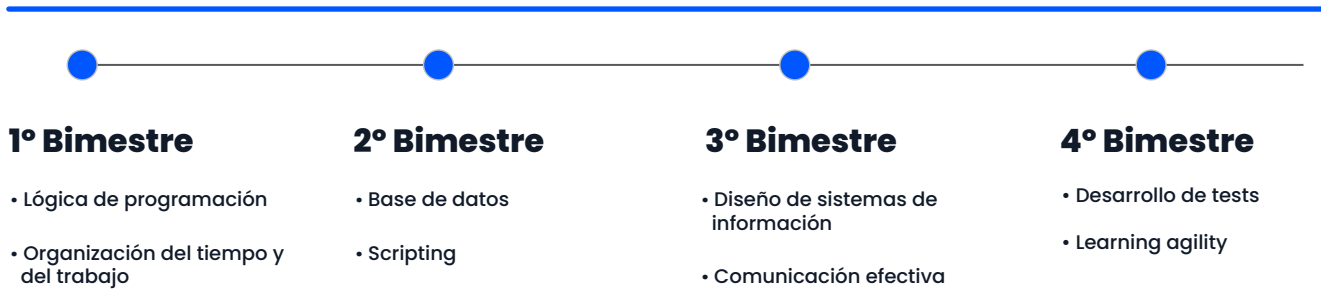 1º Bimestre
• Lógica de programación
• Organización del tiempo y
del trabajo
2º Bimestre
• Base de datos
• Scripting
3º Bimestre
• Diseño de sistemas de
información
• Comunicación efectiva
4º Bimestre
• Desarrollo de tests
• Learning agility